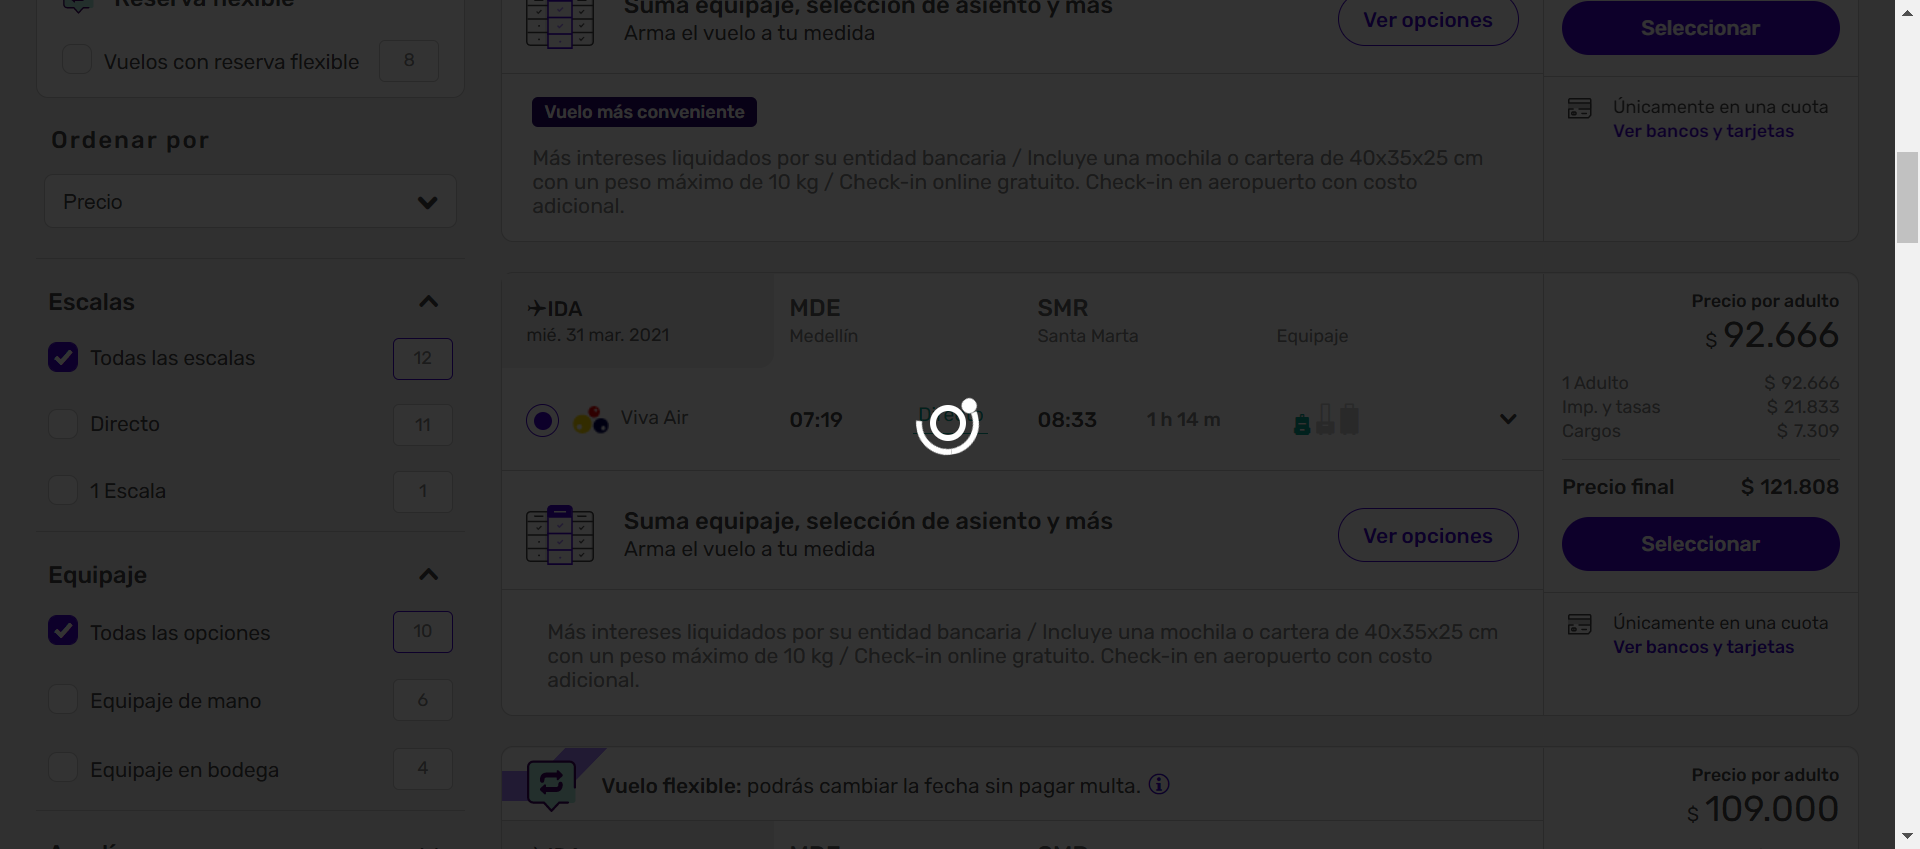 Reserva flexible
Vuelos con reserva flexible 8
Ordenar por
Precio
Escalas
Todas las escalas 12
Directo 11
1 Escala 1
Equipaje
Todas las opciones 10
Equipaje de mano 6
Equipaje en bodega 4
Suma equipaje, selección de asiento y más
Arma el vuelo a tu medida
Ver opciones
Seleccionar
Vuelo más conveniente
Más intereses liquidados por su entidad bancaria / Incluye una mochila o cartera de 40x35x25 cm
con un peso máximo de 10 kg / Check-in online gratuito. Check-in en aeropuerto con costo
adicional.
Únicamente en una cuota
Ver bancos y tarjetas
IDA MDE SMR
mié. 31 mar. 2021 Medellín Santa Marta Equipaje
Viva Air 07:19 Directo 08:33 1 h 14 m
Suma equipaje, selección de asiento y más
Arma el vuelo a tu medida
Ver opciones
Más intereses liquidados por su entidad bancaria / Incluye una mochila o cartera de 40x35x25 cm
con un peso máximo de 10 kg / Check-in online gratuito. Check-in en aeropuerto con costo
adicional.
Precio por adulto
$ 92.666
1 Adulto $ 92.666
Imp. y tasas $ 21.833
Cargos $ 7.309
Precio final $ 121.808
Seleccionar
Únicamente en una cuota
Ver bancos y tarjetas
Vuelo flexible: podrás cambiar la fecha sin pagar multa.
Precio por adulto
$ 109.000